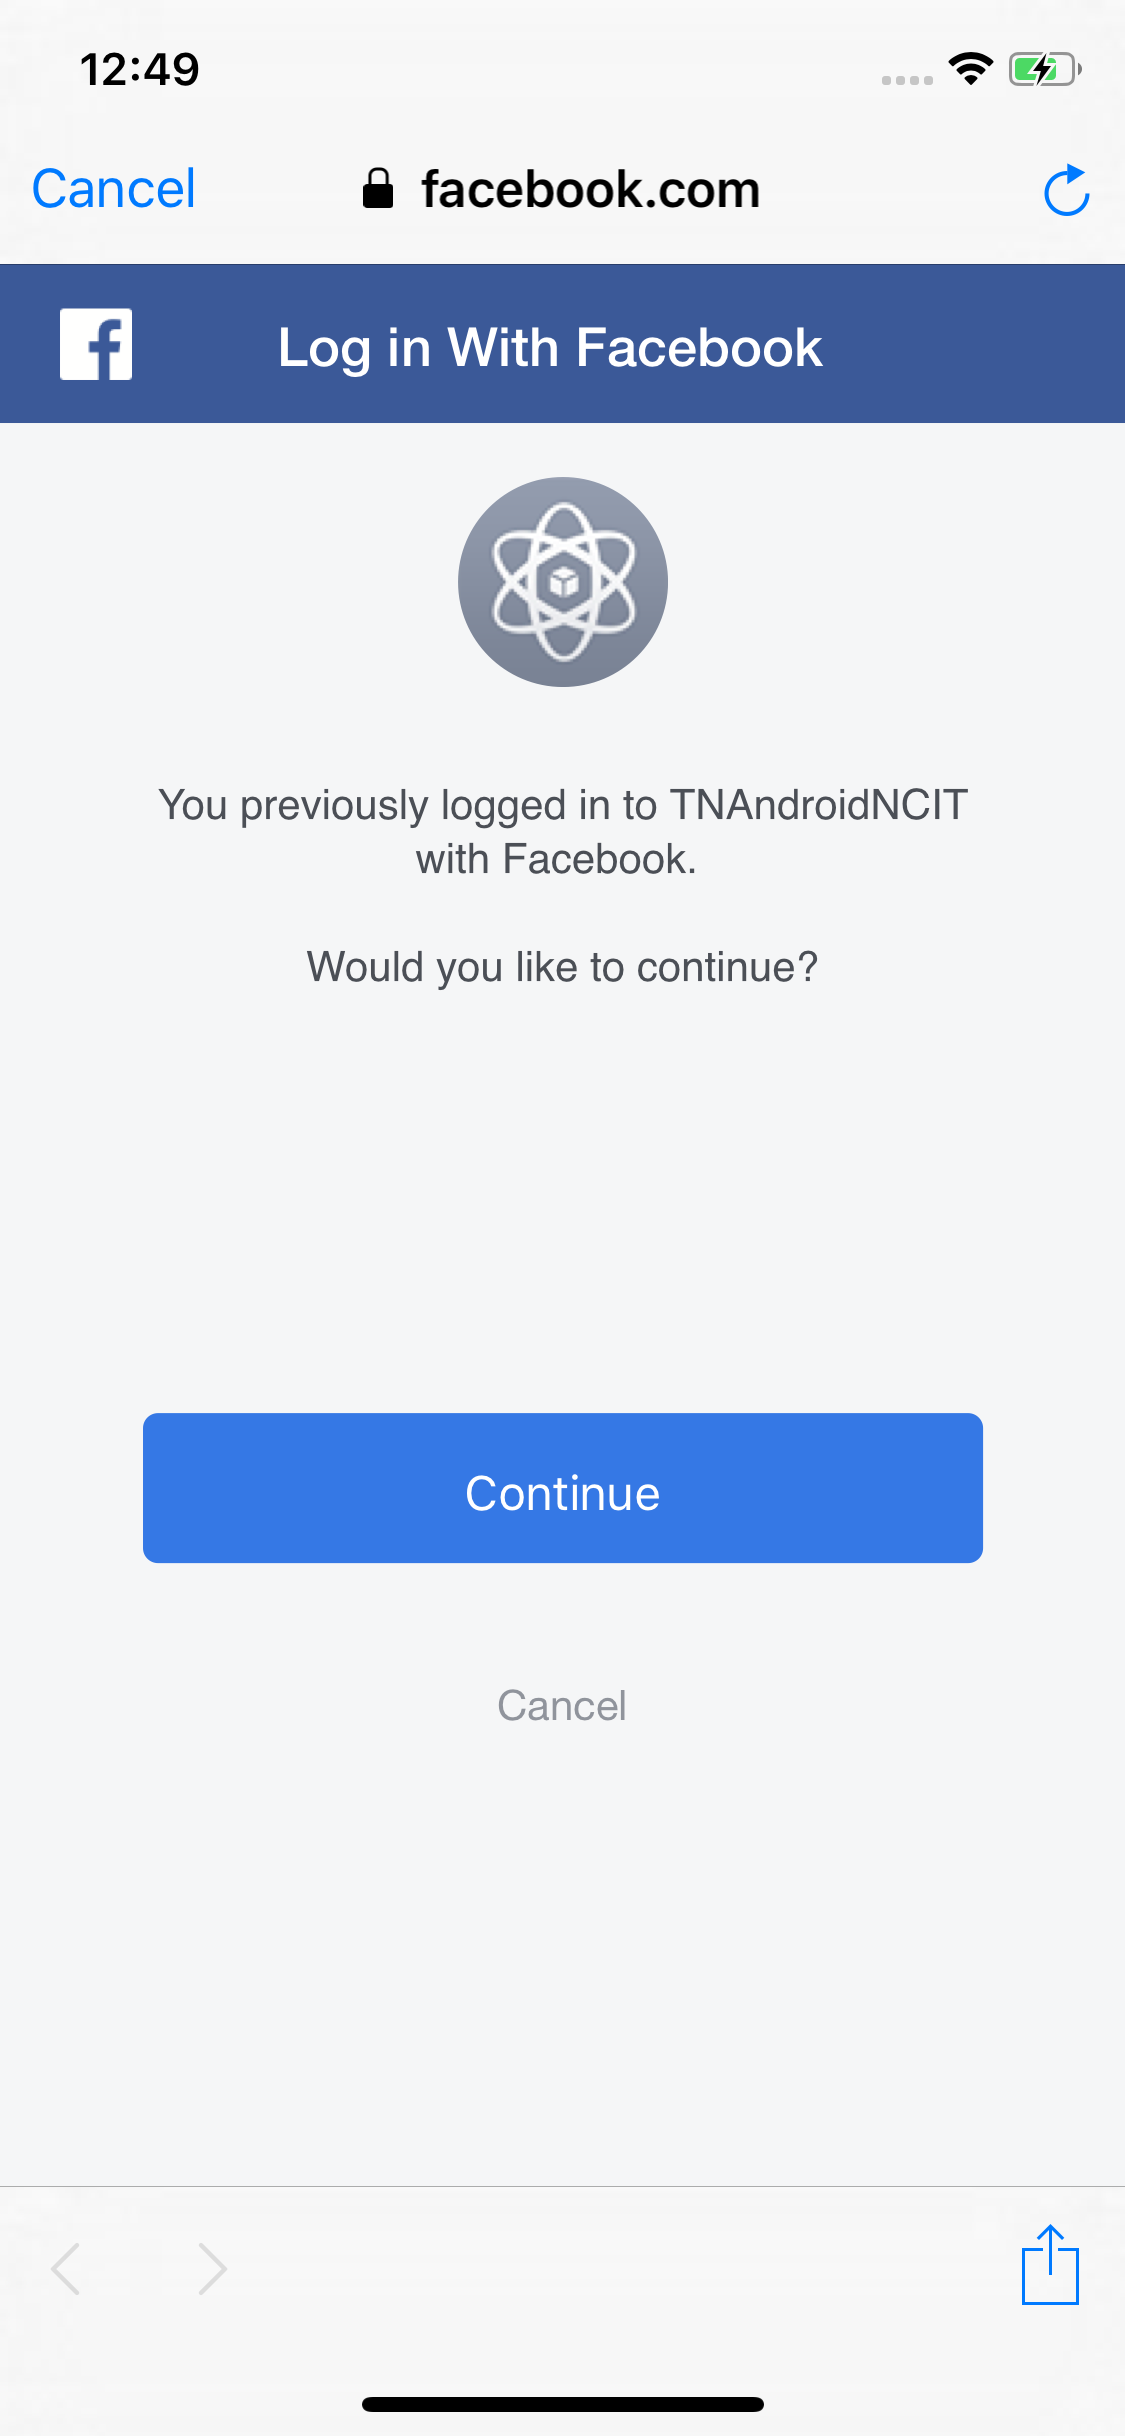 12:49
Cancel facebook.com
Log in With Facebook
You previously logged in to TNAndroidNCIT
with Facebook.
Would you like to continue?
Continue
Cancel